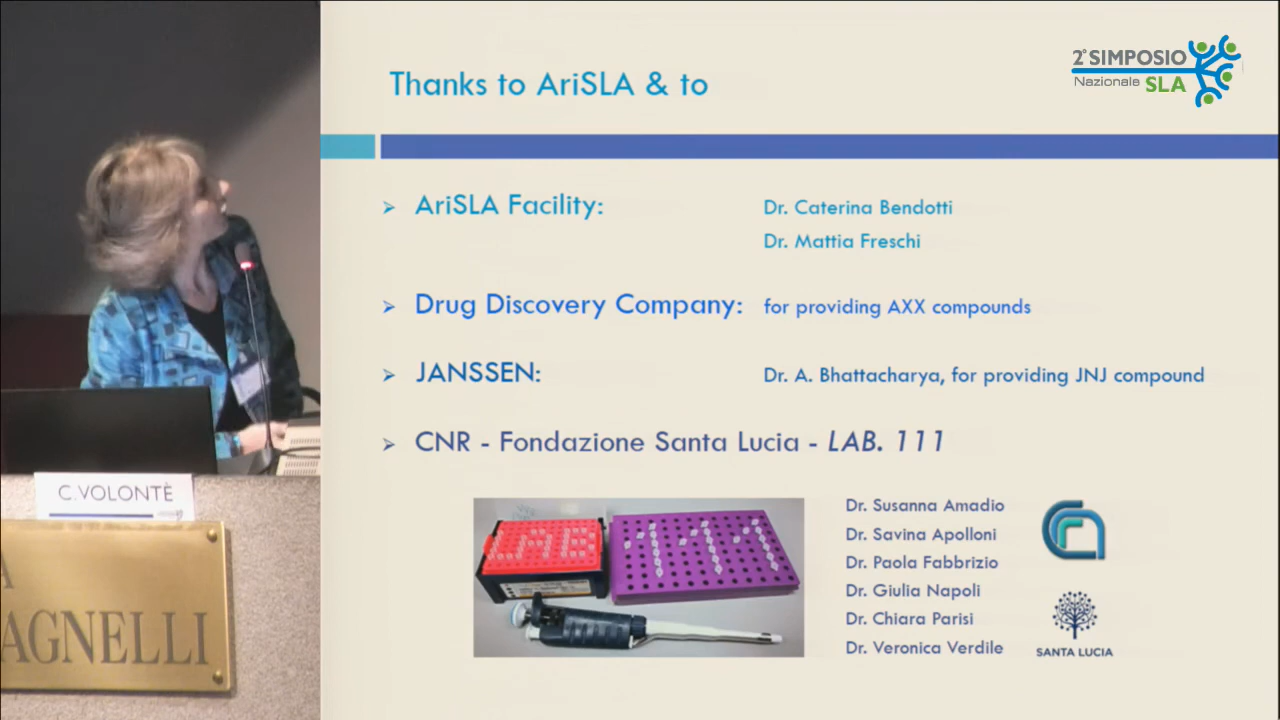 Thanks to AriSLA & to
2° SIMPOSIO
Nazionale SLA
➢ AriSLA Facility: Dr. Caterina Bendotti
Dr. Mattia Freschi
➢ Drug Discovery Company: for providing AXX compounds
➢ JANSSEN: Dr. A. Bhattacharya, for providing JNJ compound
➢ CNR - Fondazione Santa Lucia - LAB. 111
LAB 111
Dr. Susanna Amadio
Dr. Savina Apolloni
Dr. Paola Fabbrizio
Dr. Giulia Napoli
Dr. Chiara Parisi
Dr. Veronica Verdile
SANTA LUCIA
C.VOLONTÈ
A
AGNELLI